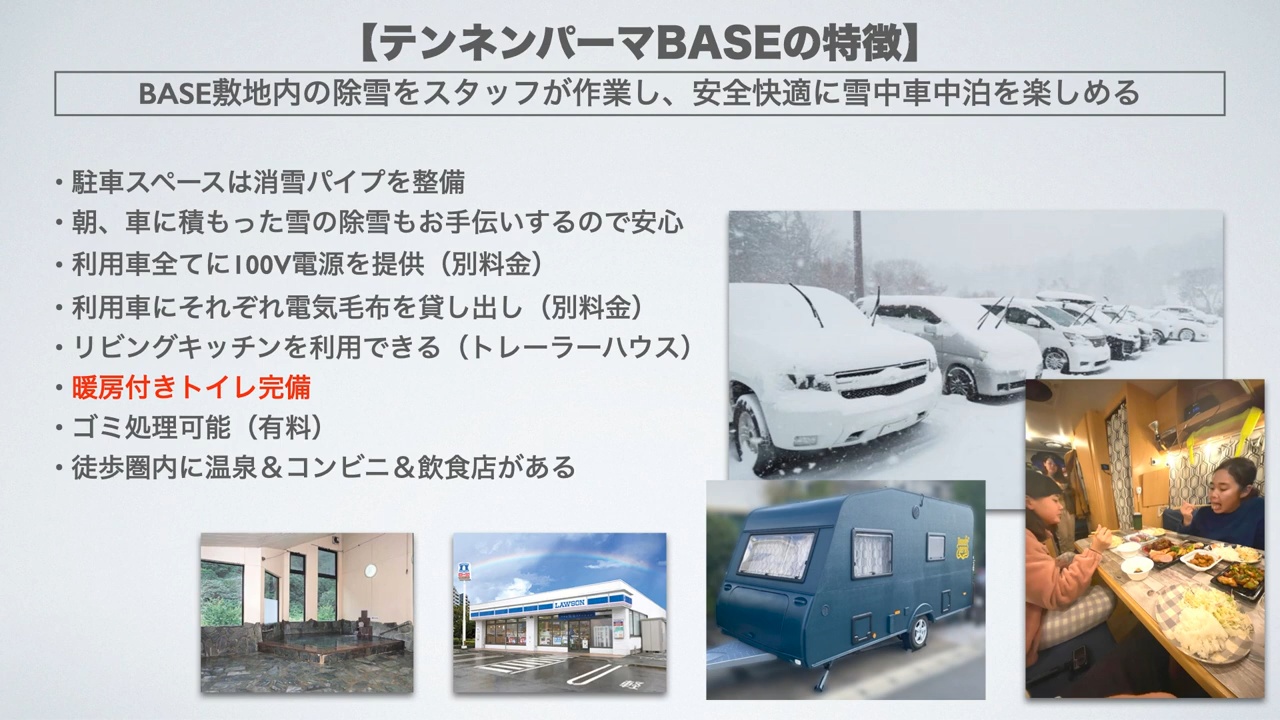 【テンネンパーマBASEの特徴】
BASE敷地内の除雪をスタッフが作業し、安全快適に雪中車中泊を楽しめる
・駐車スペースは消雪パイプを整備
・朝、車に積もった雪の除雪もお手伝いするので安心
・利用車全てに100V電源を提供（別料金）
・利用車にそれぞれ電気毛布を貸し出し（別料金）
・リビングキッチンを利用できる（トレーラーハウス）
・暖房付きトイレ完備
・ゴミ処理可能（有料）
・徒歩圏内に温泉＆コンビニ＆飲食店がある
LAWSON
軽